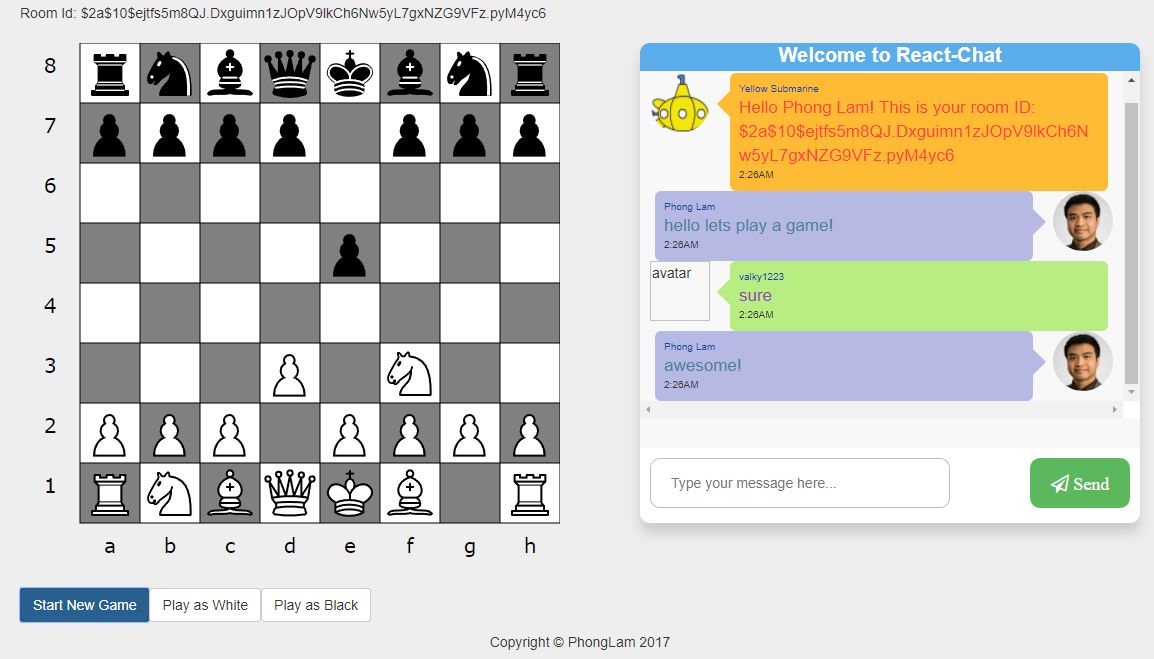 Room Id: $2a$10$ejtfs5m8QJ.Dxguimn1zJOpV9lkCh6Nw5yL7gxNZG9VFz.pyM4yc6
8
7
6
5
4
3
2
1
a b c d e f g h
Start New Game Play as White Play as Black
Welcome to React-Chat
Yellow Submarine
Hello Phong Lam! This is your room ID:
$2a$10$ejtfs5m8QJ.Dxguimn1zJOpV9lkCh6N
w5yL7gxNZG9VFz.pyM4yc6
2:26AM
Phong Lam
hello lets play a game!
2:26AM
avatar
valky1223
sure
2:26AM
Phong Lam
awesome!
2:26AM
Type your message here...
Send
Copyright © PhongLam 2017